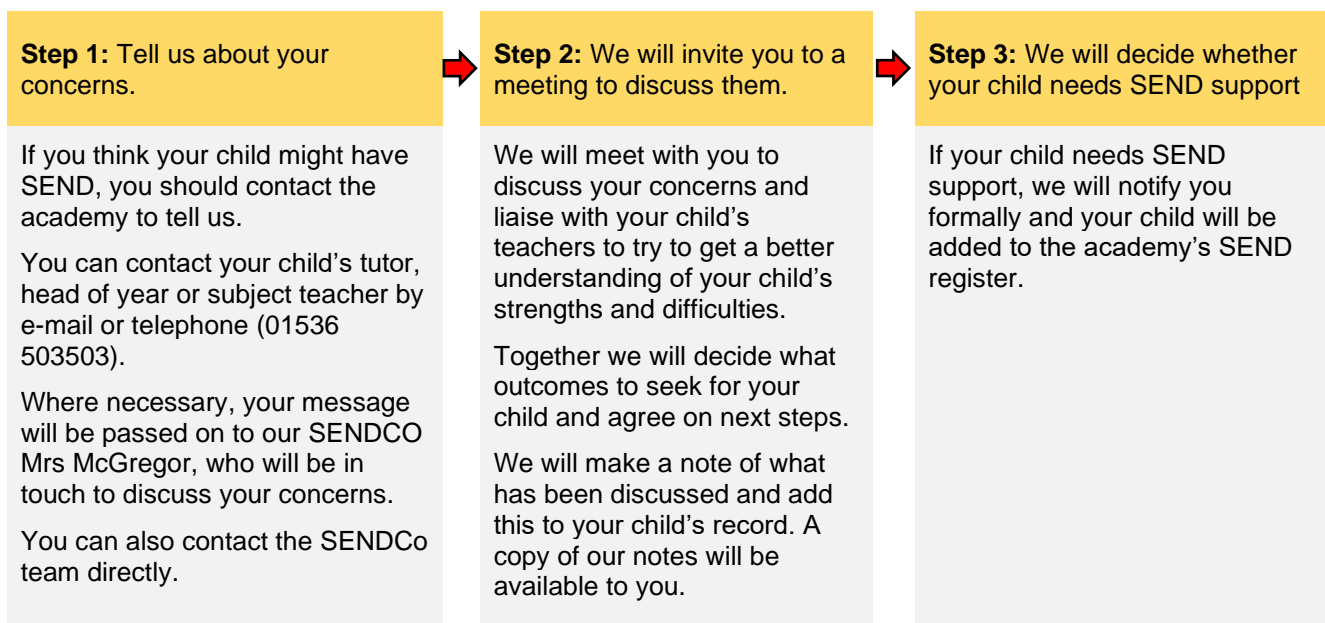 Step 1: Tell us about your
concerns.
If you think your child might have
SEND, you should contact the
academy to tell us.
You can contact your child’s tutor,
head of year or subject teacher by
e-mail or telephone (01536
503503).
Where necessary, your message
will be passed on to our SENDCO
Mrs McGregor, who will be in
touch to discuss your concerns.
You can also contact the SENDCo
team directly.
Step 2: We will invite you to a
meeting to discuss them.
We will meet with you to
discuss your concerns and
liaise with your child’s
teachers to try to get a better
understanding of your child’s
strengths and difficulties.
Together we will decide what
outcomes to seek for your
child and agree on next steps.
We will make a note of what
has been discussed and add
this to your child’s record. A
copy of our notes will be
available to you.
Step 3: We will decide whether
your child needs SEND support
If your child needs SEND
support, we will notify you
formally and your child will be
added to the academy’s SEND
register.